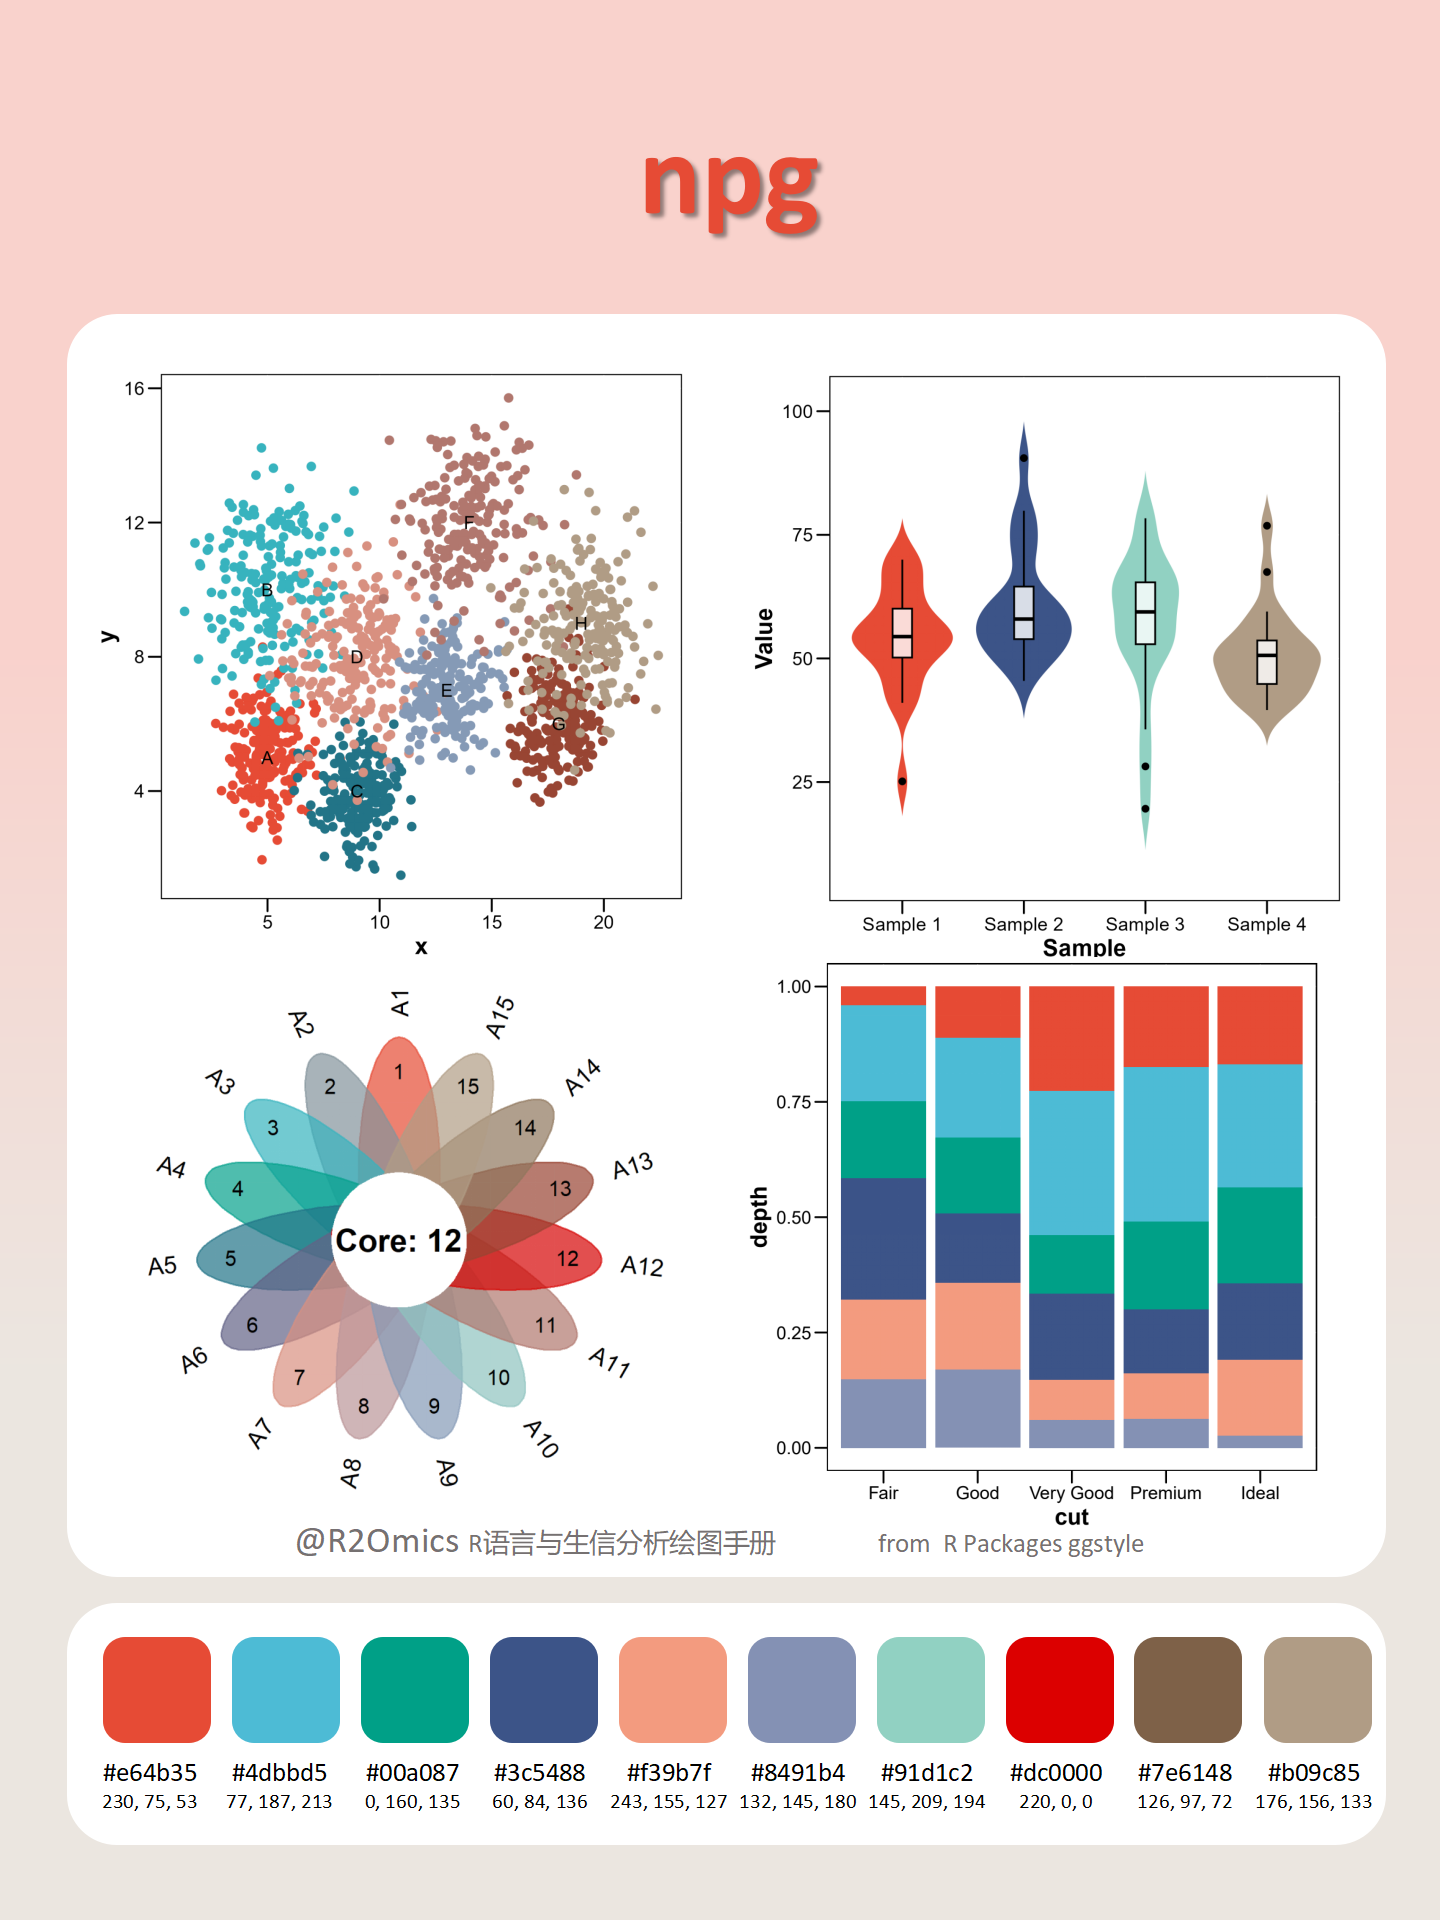 npg
16
12
8
4
y
B
F
D
H
E
G
A
C
5 10 15 20
x
100
75
50
25
Value
Sample 1 Sample 2 Sample 3 Sample 4
Sample
A1
A2
A3
A4
A5
A6
A7
A8
A9
A10
A11
A12
A13
A14
A15
1
2
3
4
5
6
7
8
9
10
11
12
13
14
15
Core: 12
1.00
0.75
0.50
0.25
0.00
depth
Fair Good Very Good Premium Ideal
cut
@R2Omics R语言与生信分析绘图手册 from R Packages ggstyle
#e64b35 #4dbbd5 #00a087 #3c5488 #f39b7f #8491b4 #91d1c2 #dc0000 #7e6148 #b09c85
230, 75, 53 77, 187, 213 0, 160, 135 60, 84, 136 243, 155, 127 132, 145, 180 145, 209, 194 220, 0, 0 126, 97, 72 176, 156, 133